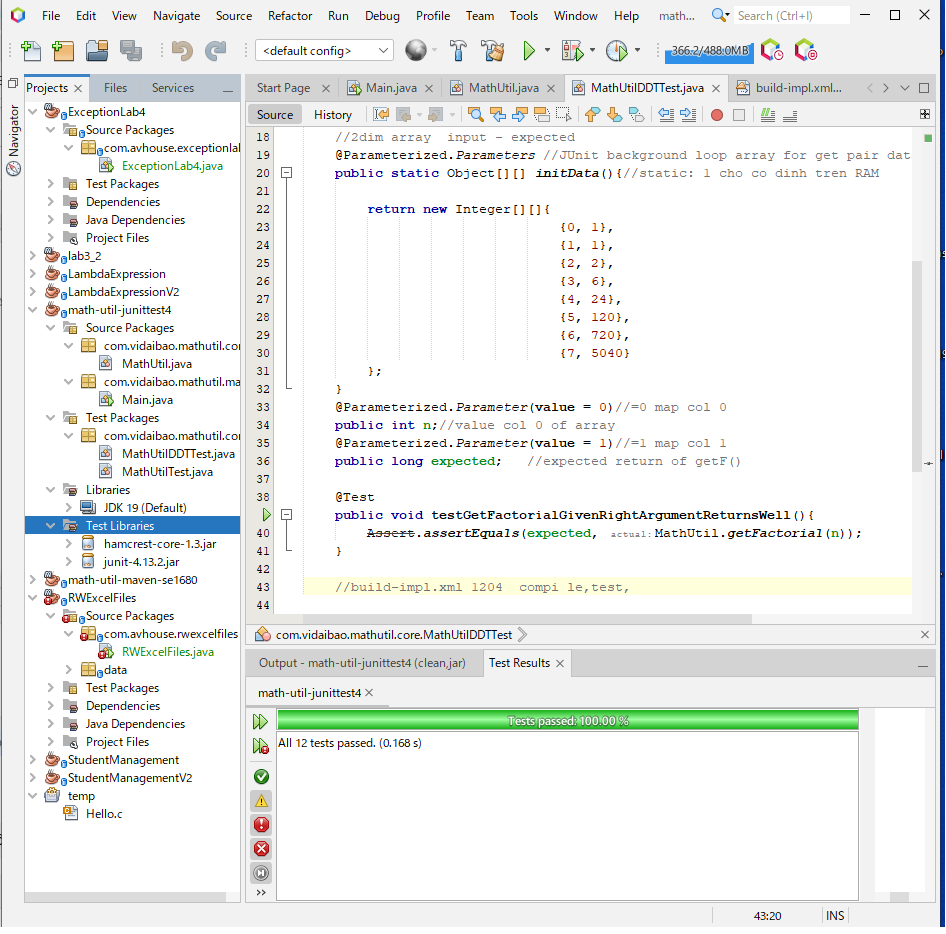 File Edit View Navigate Source Refactor Run Debug Profile Team Tools Window Help math... Search (Ctrl+I)
<default config> 366.2/488.0MB
Projects Files Services
Navigator
ExceptionLab4
Source Packages
com.avhouse.exceptionlal
ExceptionLab4.java
Test Packages
Dependencies
Java Dependencies
Project Files
lab3_2
LambdaExpression
LambdaExpressionV2
math-util-junittest4
Source Packages
com.vidaibao.mathutil.cor
MathUtil.java
com.vidaibao.mathutil.ma
Main.java
Test Packages
com.vidaibao.mathutil.cor
MathUtilDDTTest.java
MathUtilTest.java
Libraries
JDK 19 (Default)
Test Libraries
hamcrest-core-1.3.jar
junit-4.13.2.jar
math-util-maven-se1680
RWExcelFiles
Source Packages
com.avhouse.rwexcelfiles
RWExcelFiles.java
data
Test Packages
Dependencies
Java Dependencies
Project Files
StudentManagement
StudentManagementV2
temp
Hello.c
Start Page Main.java MathUtil.java MathUtilDDTTest.java build-impl.xml...
Source History
18 //2dim array input - expected
19 @Parameterized.Parameters //JUnit background loop array for get pair dat
20 public static Object[][] initData(){//static: 1 cho co dinh tren RAM
21
22 return new Integer[][]{
23 {0, 1},
24 {1, 1},
25 {2, 2},
26 {3, 6},
27 {4, 24},
28 {5, 120},
29 {6, 720},
30 {7, 5040}
31 };
32 }
33 @Parameterized.Parameter(value = 0)//=0 map col 0
34 public int n;//value col 0 of array
35 @Parameterized.Parameter(value = 1)//=1 map col 1
36 public long expected; //expected return of getF()
37
38 @Test
public void testGetFactorialGivenRightArgumentReturnsWell(){
40 Assert.assertEquals(expected, actual: MathUtil.getFactorial(n));
41 }
42
43 //build-impl.xml 1204 compi le,test,
44
com.vidaibao.mathutil.core.MathUtilDDTTest
Output - math-util-junittest4 (clean,jar) Test Results
math-util-junittest4
Tests passed: 100.00 %
All 12 tests passed. (0.168 s)
43:20 INS